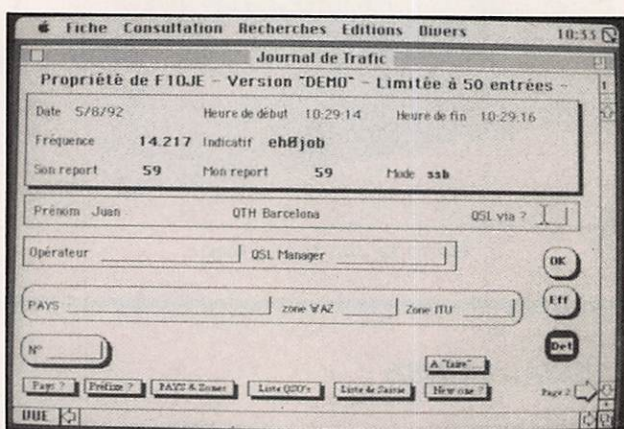 Fiche Consultation Recherches Editions Divers 10:33
Journal de Trafic
Propriété de F10JE - Version "DEMO" - Limitée à 50 entrées -
Date 5/8/92 Heure de début 10:29:14 Heure de fin 10:29:16
Fréquence 14.217 Indicatif eh0job
Son report 59 Mon report 59 Mode ssb
Prénom Juan QTH Barcelona QSL via ?
Opérateur QSL Manager
OK
PAYS zone WAZ Zone ITU
Eff
N°
Det
A "faire"
Pays ? Préfixe ? PAYS & Zones Liste QSO's Liste de Saisie New one ? Page 2
VUE